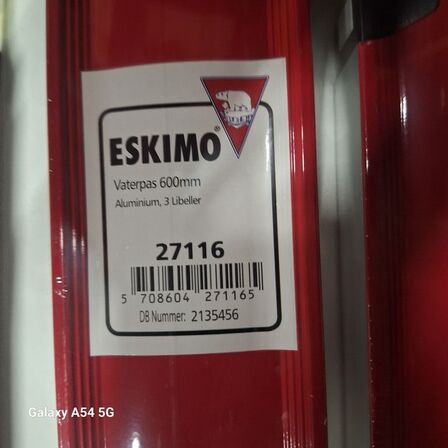 ESKIMO®
Vaterpas 600mm
Aluminium, 3 Libeller
27116
5 708604 271165
DB Nummer: 2135456
Galaxy A54 5G